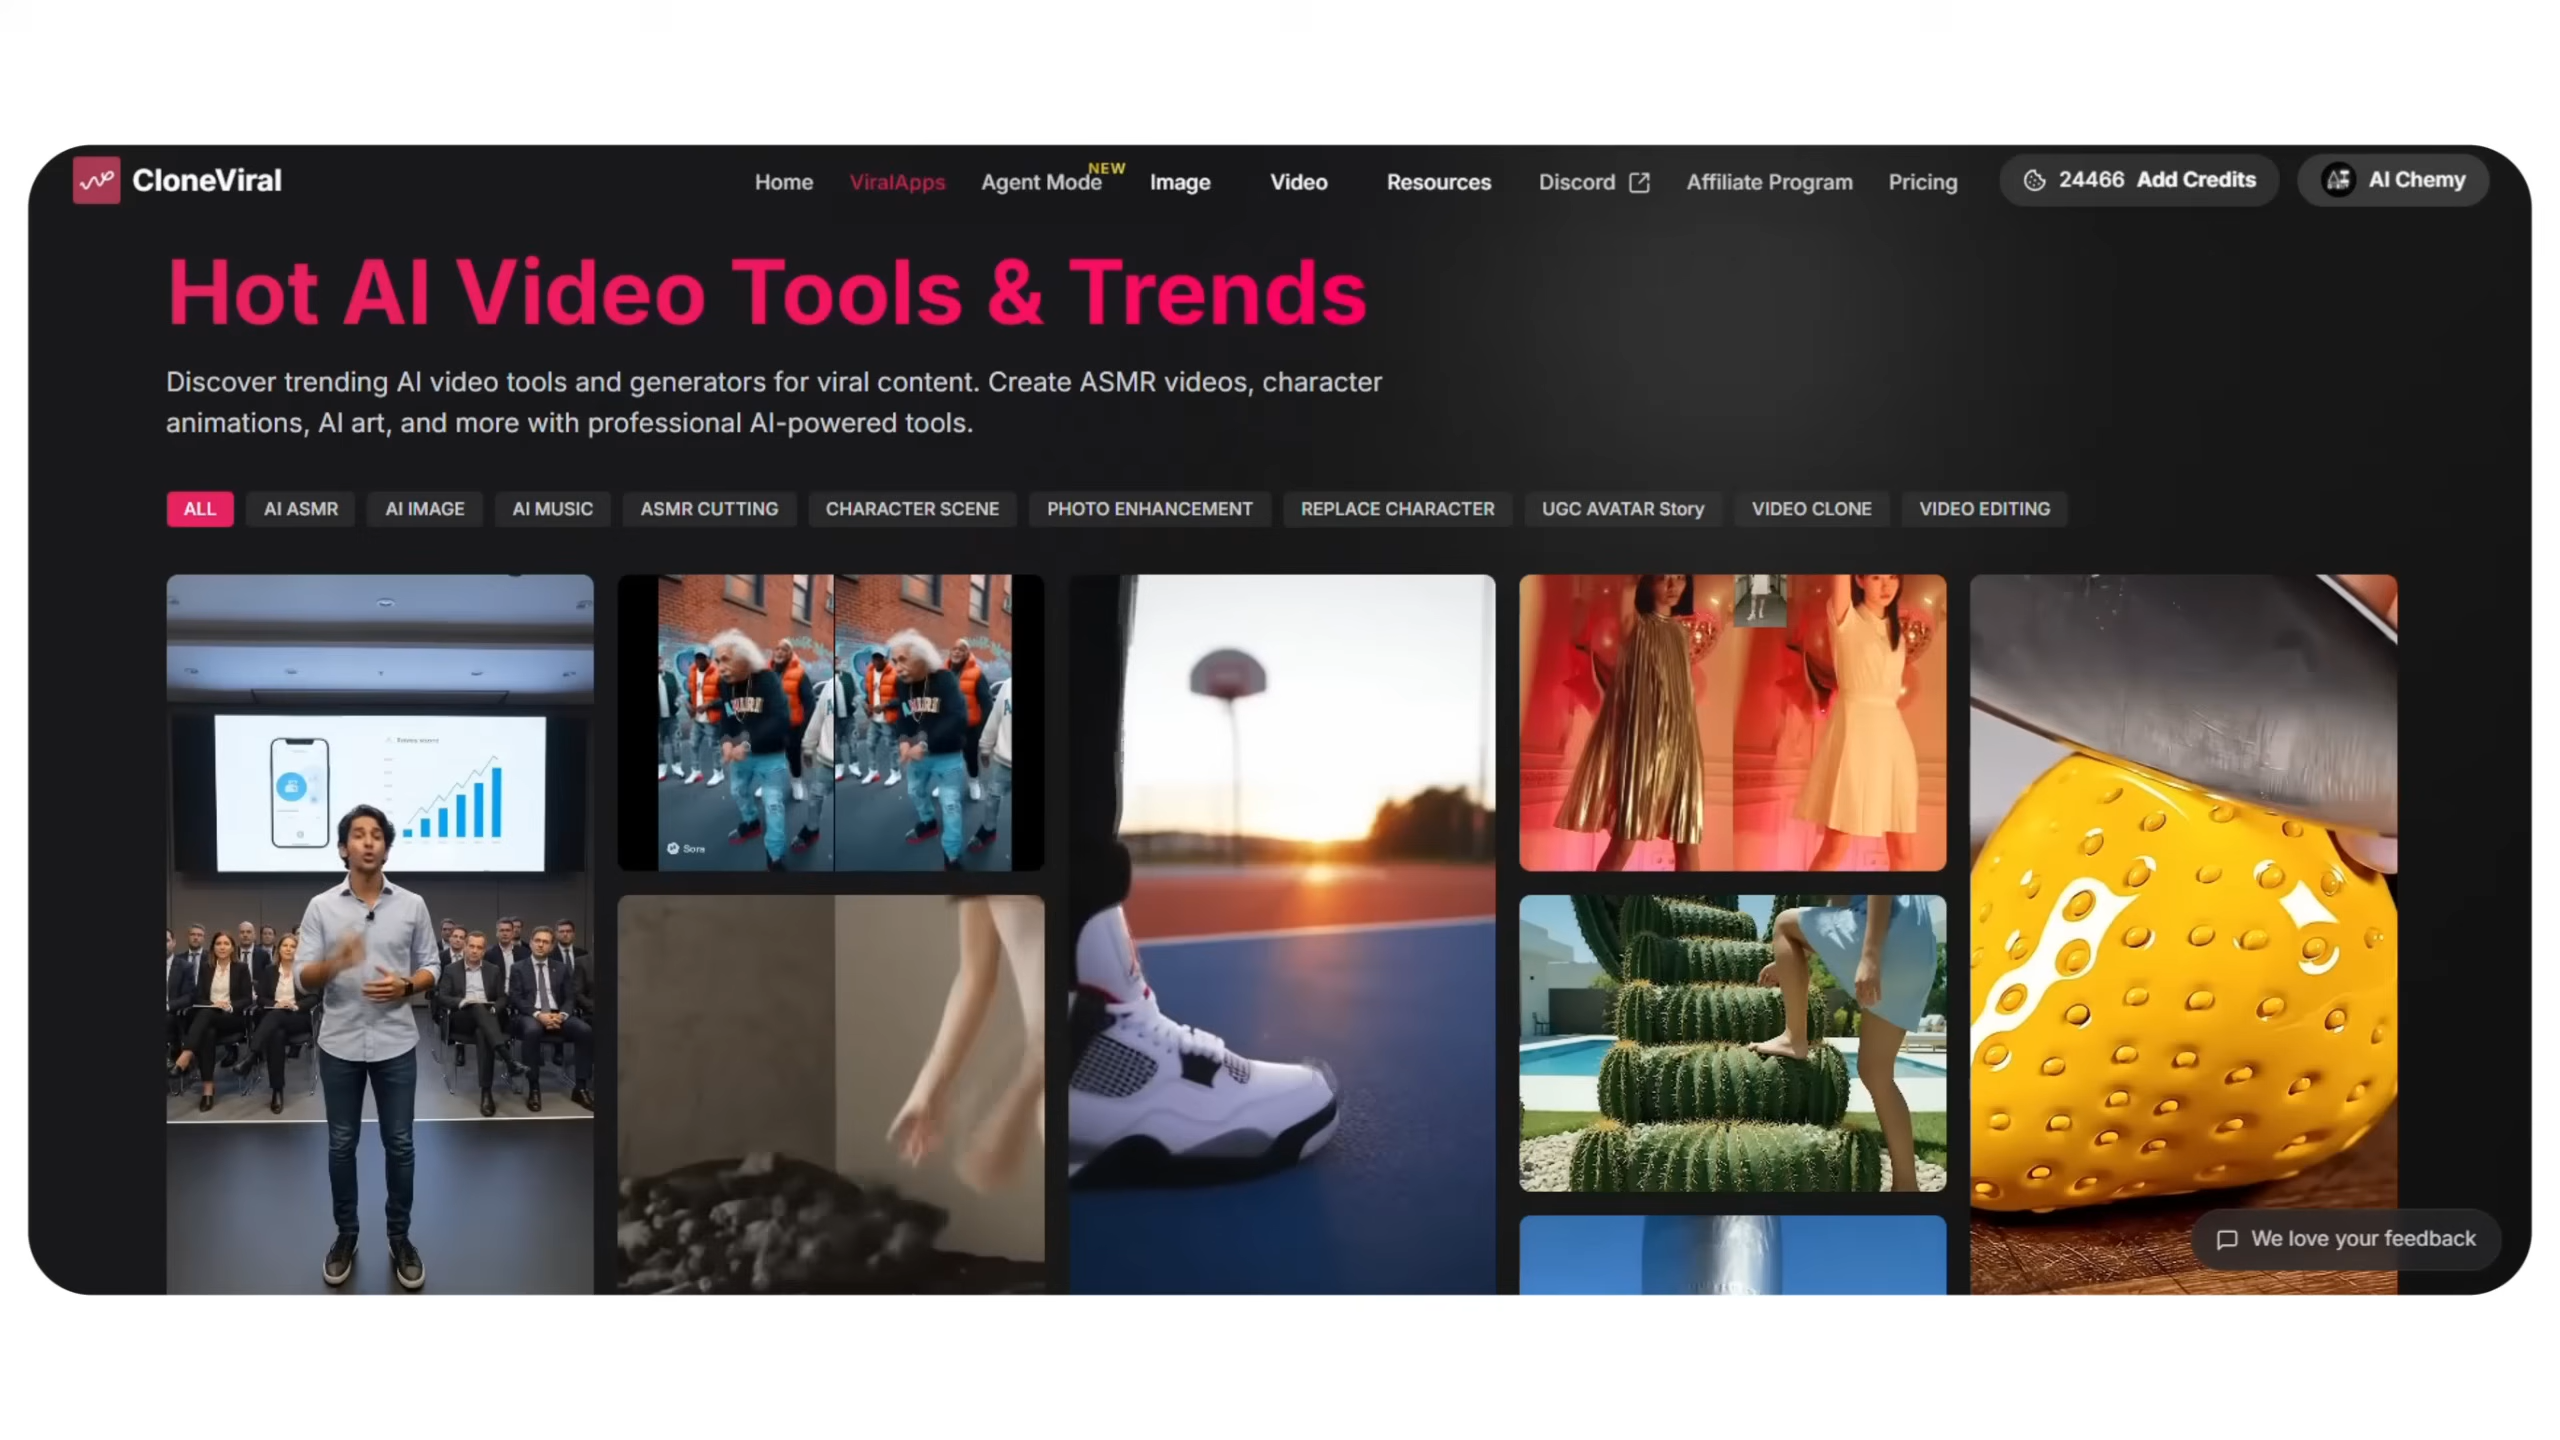 CloneViral
Home ViralApps Agent Mode NEW Image Video Resources Discord Affiliate Program Pricing 24466 Add Credits AI Chemy
Hot AI Video Tools & Trends
Discover trending AI video tools and generators for viral content. Create ASMR videos, character
animations, AI art, and more with professional AI-powered tools.
ALL AI ASMR AI IMAGE AI MUSIC ASMR CUTTING CHARACTER SCENE PHOTO ENHANCEMENT REPLACE CHARACTER UGC AVATAR Story VIDEO CLONE VIDEO EDITING
Sora
We love your feedback